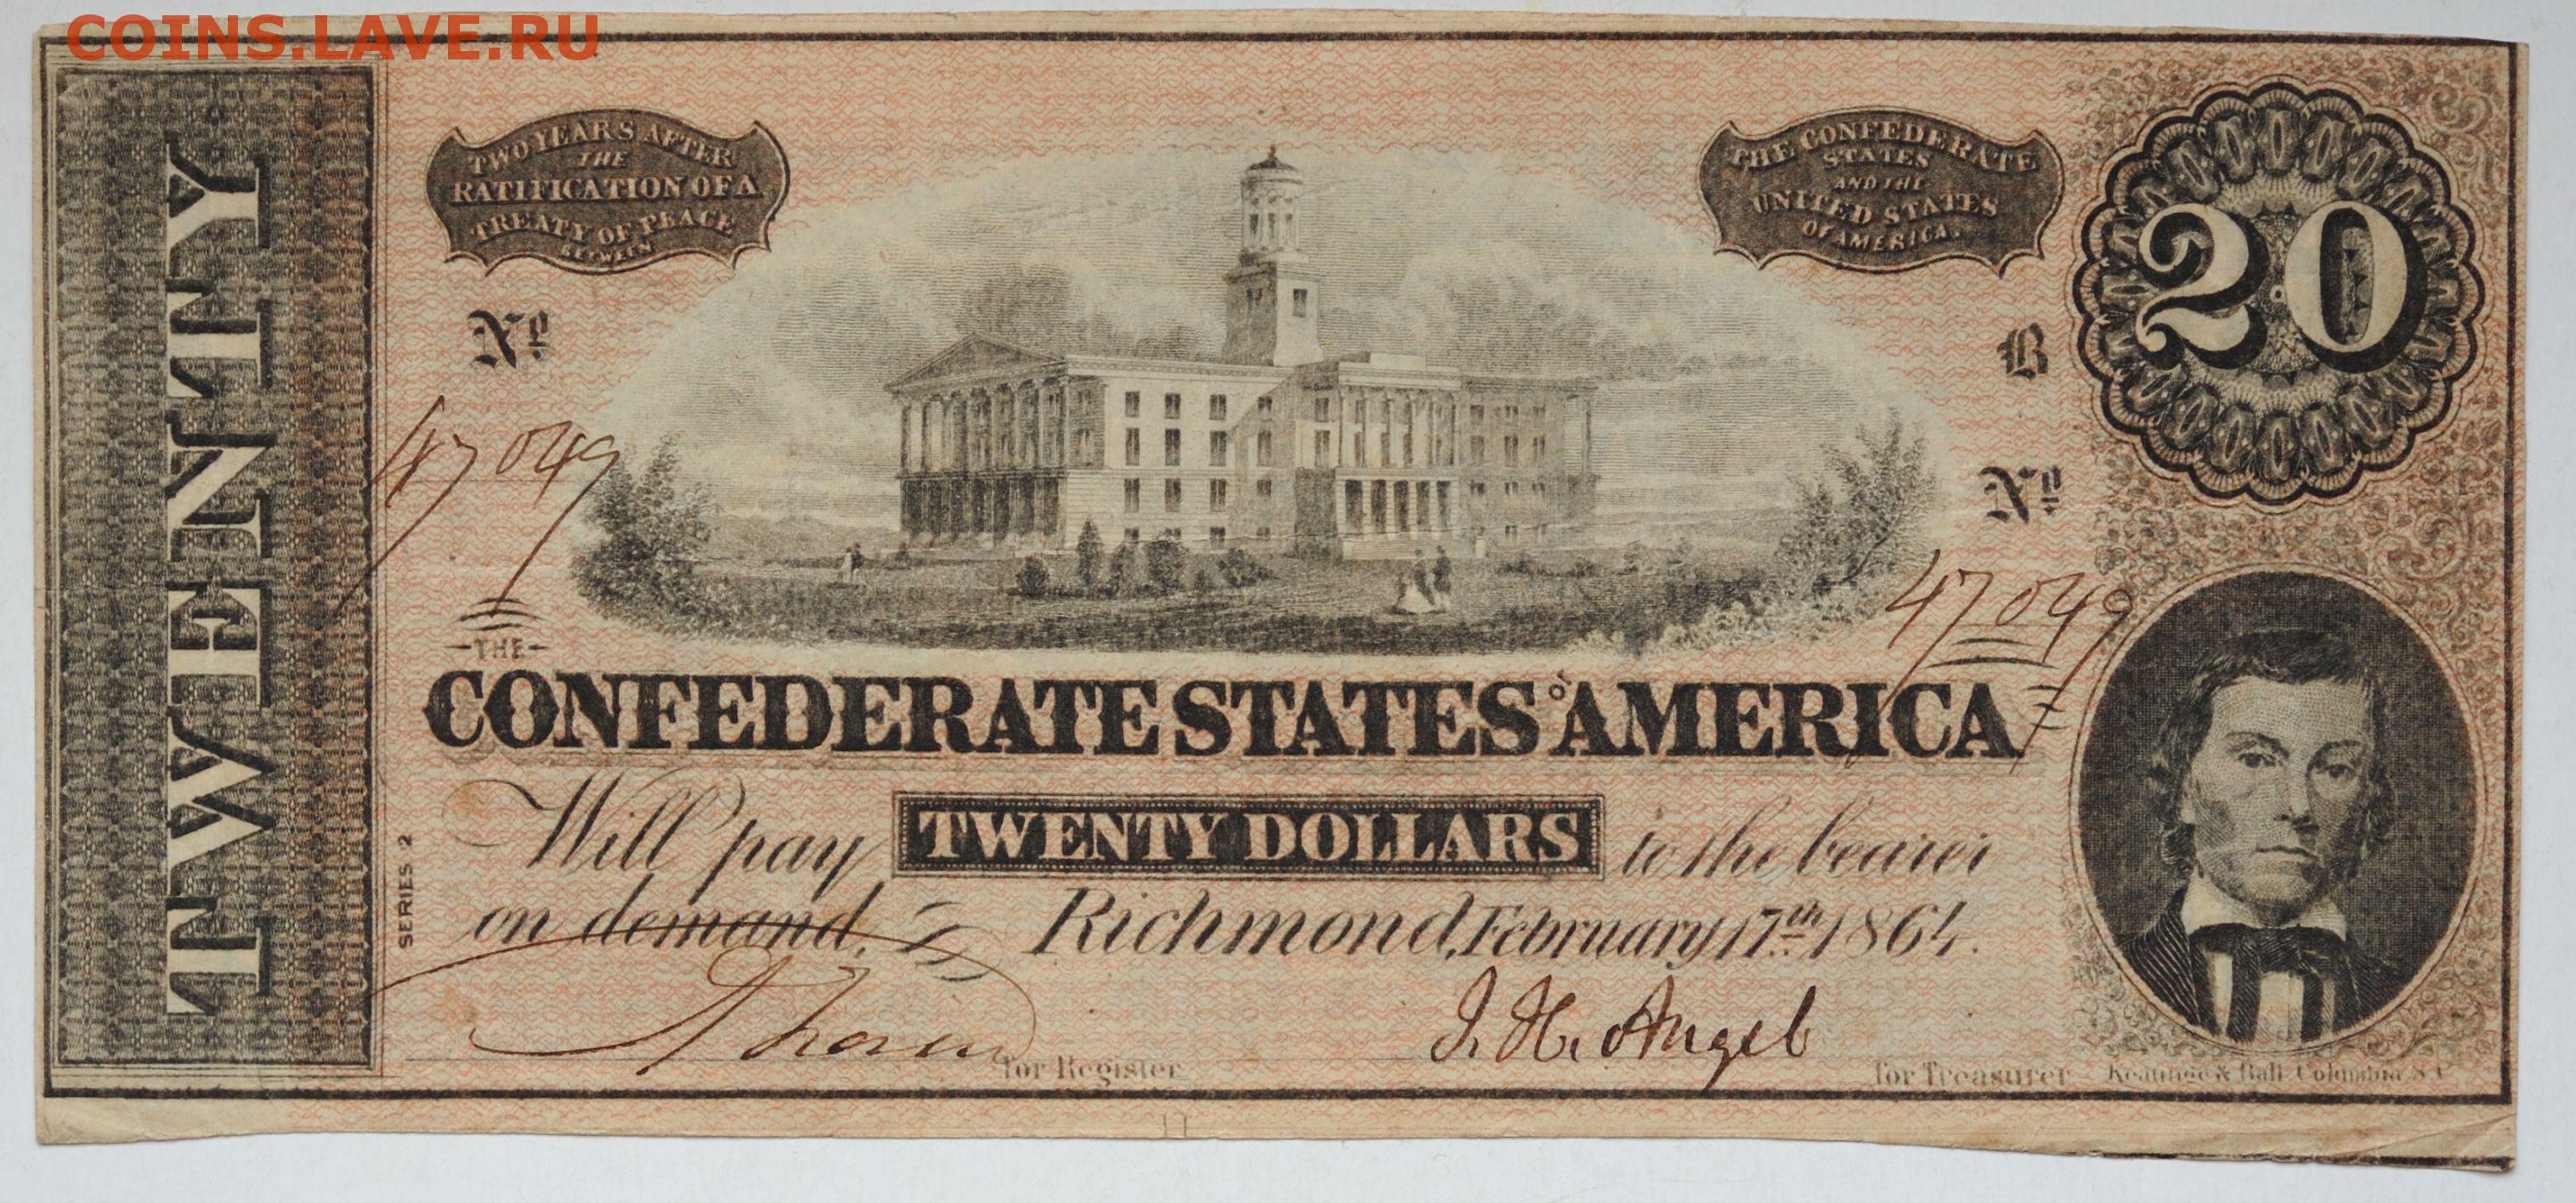 COINS.LAVE.RU
TWENTY
TWO YEARS AFTER
THE
RATIFICATION OF A
TREATY OF PEACE
BETWEEN
THE CONFEDERATE
STATES
AND THE
UNITED STATES
OF AMERICA.
20
No
B
47049
No
47049
THE
CONFEDERATE STATES OF AMERICA
Will pay TWENTY DOLLARS to the bearer
on demand. Richmond, February 17th 1864.
SERIES 2
J. H. Angel
for Register
for Treasurer
Keatinge & Ball Columbia S.C.